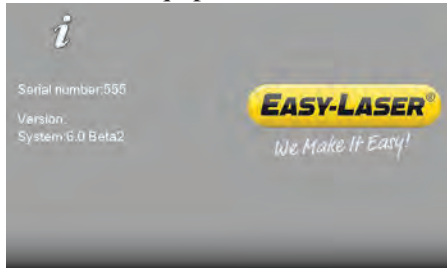 i
Serial number:555
Version:
System:6.0 Beta2
EASY-LASER®
We Make It Easy!